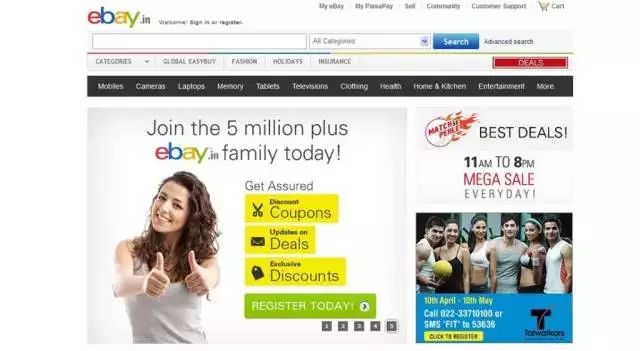 My eBay My PaisaPay Sell Community Customer Support Cart
ebay.in Welcome! Sign in or register.
All Categories Search Advanced search
CATEGORIES GLOBAL EASYBUY FASHION HOLIDAYS INSURANCE DEALS
Mobiles Cameras Laptops Memory Tablets Televisions Clothing Health Home & Kitchen Entertainment More
Join the 5 million plus
ebay.in family today!
Get Assured
Discount
Coupons
Updates on
Deals
Exclusive
Discounts
REGISTER TODAY!
1 2 3 4 5
MATCH SE
PEHLE
BEST DEALS!
11AM TO 8PM
MEGA SALE
EVERYDAY!
10th April - 10th May
Call 022-33710100 or
SMS 'FIT' to 53636
CLICK TO REGISTER
Talwalkars